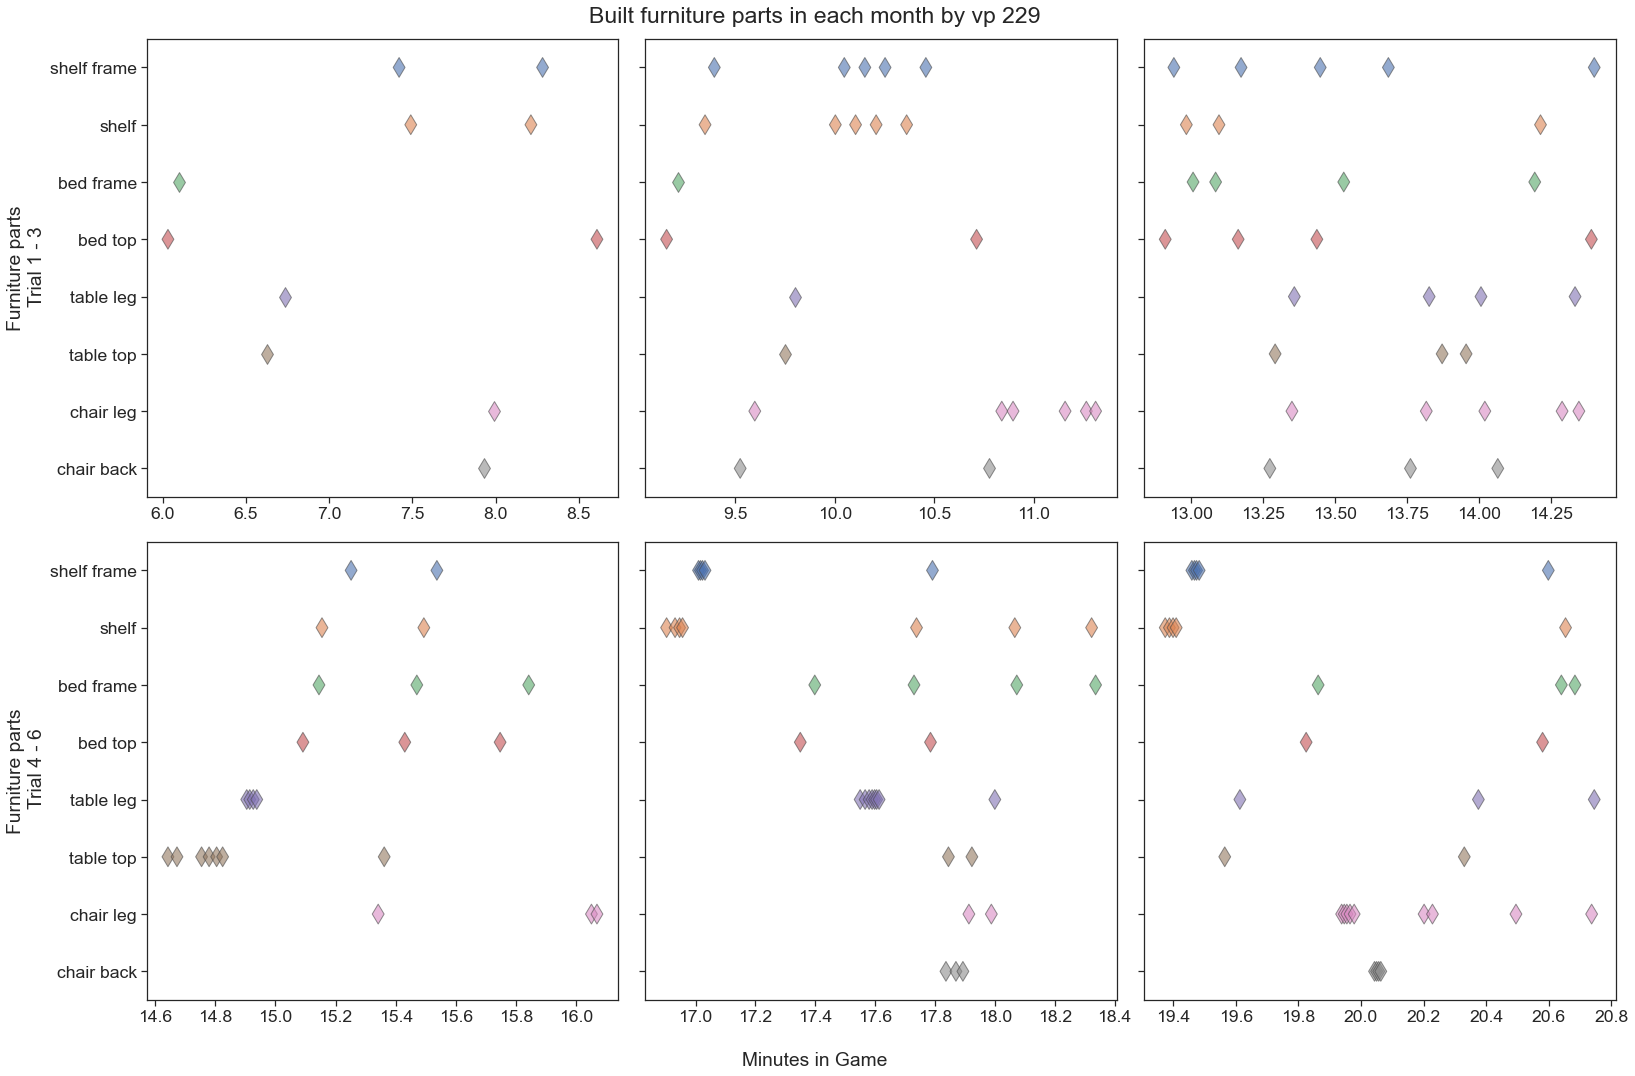 Built furniture parts in each month by vp 229
Furniture parts
Trial 1 - 3
shelf frame
shelf
bed frame
bed top
table leg
table top
chair leg
chair back
6.0 6.5 7.0 7.5 8.0 8.5
9.5 10.0 10.5 11.0
13.00 13.25 13.50 13.75 14.00 14.25
Furniture parts
Trial 4 - 6
shelf frame
shelf
bed frame
bed top
table leg
table top
chair leg
chair back
14.6 14.8 15.0 15.2 15.4 15.6 15.8 16.0
17.0 17.2 17.4 17.6 17.8 18.0 18.2 18.4
19.4 19.6 19.8 20.0 20.2 20.4 20.6 20.8
Minutes in Game